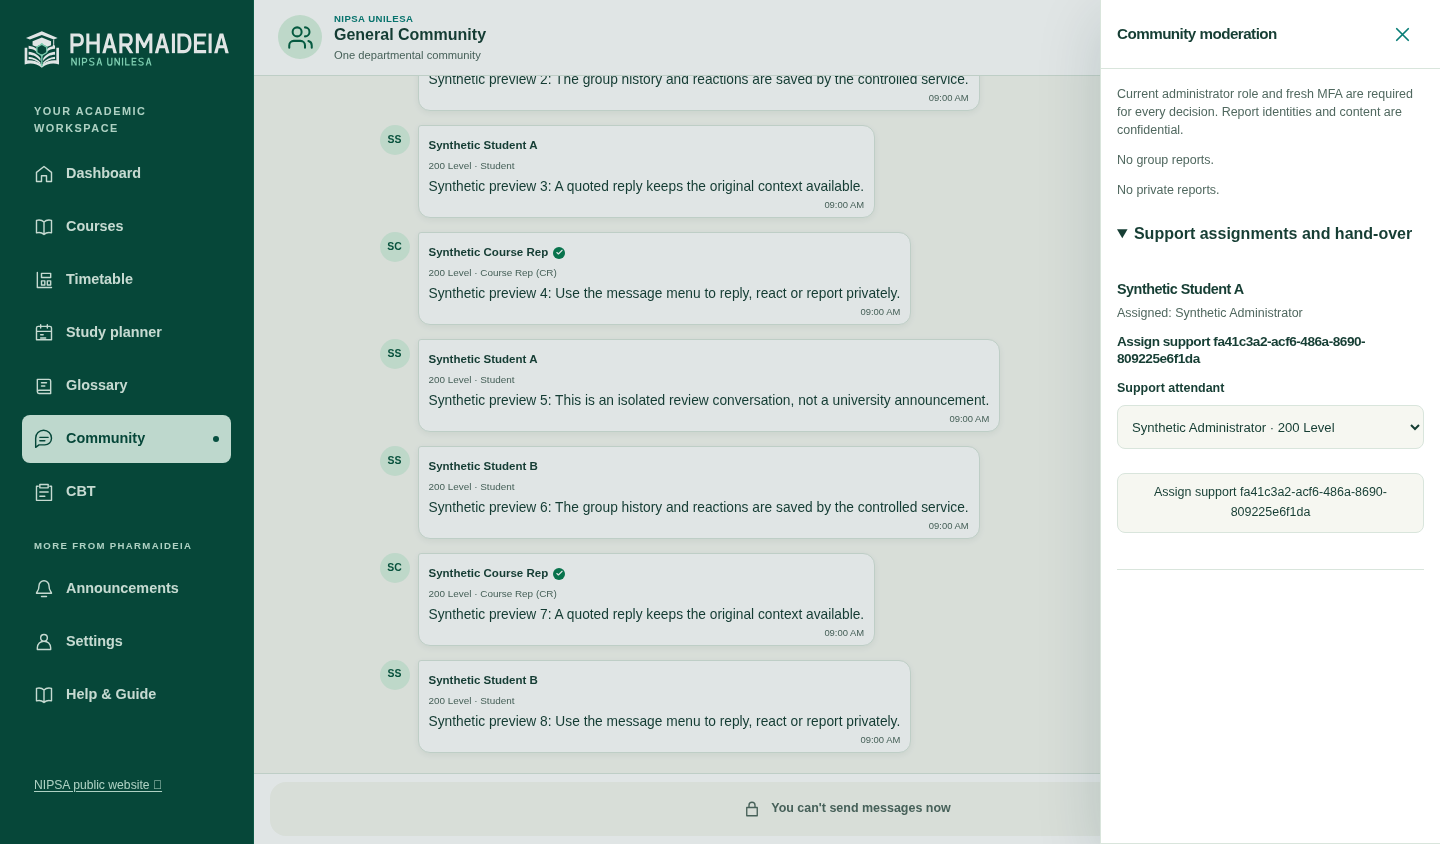 PHARMAIDEIA
NIPSA UNILESA
YOUR ACADEMIC
WORKSPACE
Dashboard
Courses
Timetable
Study planner
Glossary
Community
CBT
MORE FROM PHARMAIDEIA
Announcements
Settings
Help & Guide
NIPSA public website
NIPSA UNILESA
General Community
One departmental community
Synthetic preview 2: The group history and reactions are saved by the controlled service.
09:00 AM
SS
Synthetic Student A
200 Level · Student
Synthetic preview 3: A quoted reply keeps the original context available.
09:00 AM
SC
Synthetic Course Rep
200 Level · Course Rep (CR)
Synthetic preview 4: Use the message menu to reply, react or report privately.
09:00 AM
SS
Synthetic Student A
200 Level · Student
Synthetic preview 5: This is an isolated review conversation, not a university announcement.
09:00 AM
SS
Synthetic Student B
200 Level · Student
Synthetic preview 6: The group history and reactions are saved by the controlled service.
09:00 AM
SC
Synthetic Course Rep
200 Level · Course Rep (CR)
Synthetic preview 7: A quoted reply keeps the original context available.
09:00 AM
SS
Synthetic Student B
200 Level · Student
Synthetic preview 8: Use the message menu to reply, react or report privately.
09:00 AM
You can't send messages now
Community moderation
Current administrator role and fresh MFA are required
for every decision. Report identities and content are
confidential.
No group reports.
No private reports.
Support assignments and hand-over
Synthetic Student A
Assigned: Synthetic Administrator
Assign support fa41c3a2-acf6-486a-8690-
809225e6f1da
Support attendant
Synthetic Administrator · 200 Level
Assign support fa41c3a2-acf6-486a-8690-
809225e6f1da